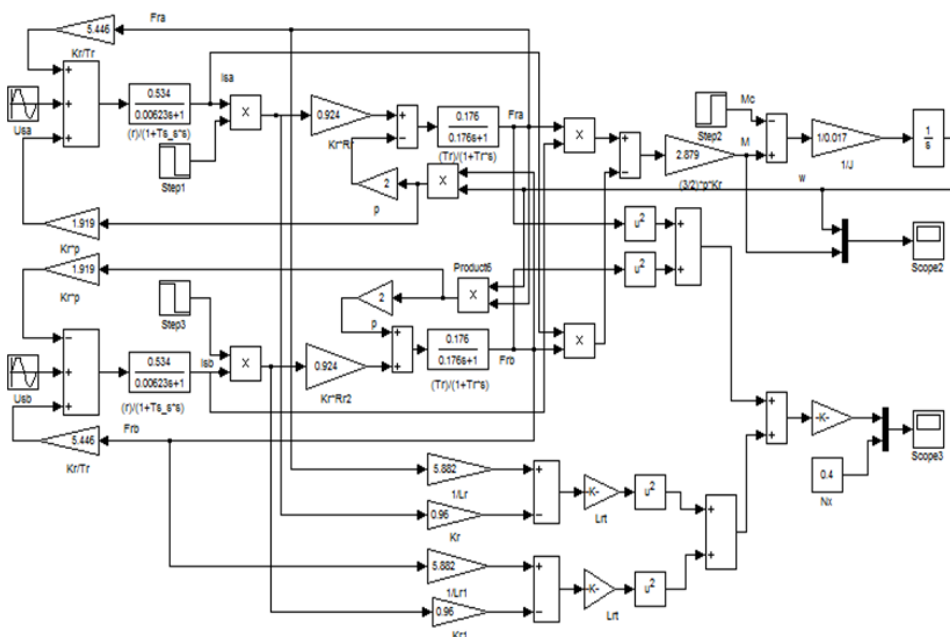 Fra
5.446
Kr/Tr
Usa
+
+
+
0.534
0.00623s+1
(r)/(1+Ts_s*s)
Isa
X
Step1
0.924
Kr*Rr
+
−
0.176
0.176s+1
(Tr)/(1+Tr*s)
Fra
X
2
p
X
+
−
2.879
(3/2)*p*Kr
Mc
Step2
M
−
+
1/0.017
1/J
1
s
w
1.919
Kr*p
1.919
Kr*p
Product6
X
2
p
u²
u²
+
+
Scope2
Step3
−
+
+
Usb
0.534
0.00623s+1
(r)/(1+Ts_s*s)
Isb
X
0.924
Kr*Rr2
+
+
0.176
0.176s+1
(Tr)/(1+Tr*s)
Frb
X
Frb
5.446
Kr/Tr
+
+
-K-
0.4
Nx
Scope3
5.882
1/Lr
0.96
Kr
+
−
-K-
Lrt
u²
+
+
5.882
1/Lr1
0.96
Kr1
+
−
-K-
Lrt
u²